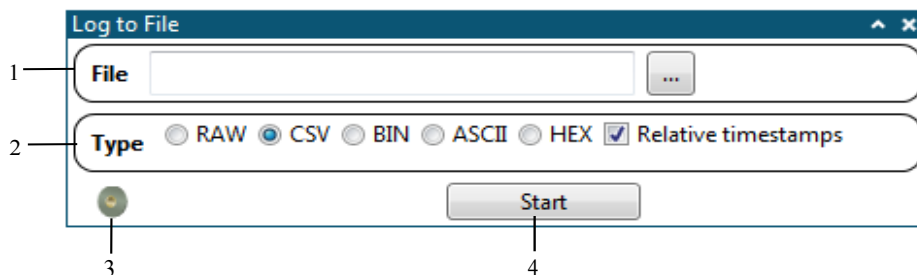 Log to File
1 File ...
2 Type RAW CSV BIN ASCII HEX Relative timestamps
Start
3 4